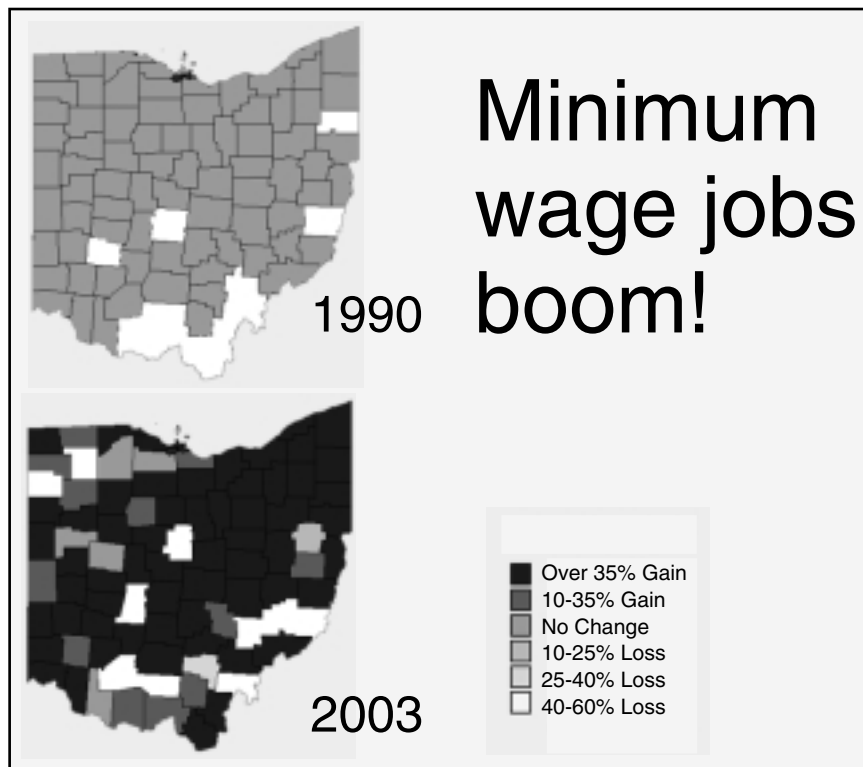 Minimum
wage jobs
boom!
1990
2003
Over 35% Gain
10-35% Gain
No Change
10-25% Loss
25-40% Loss
40-60% Loss